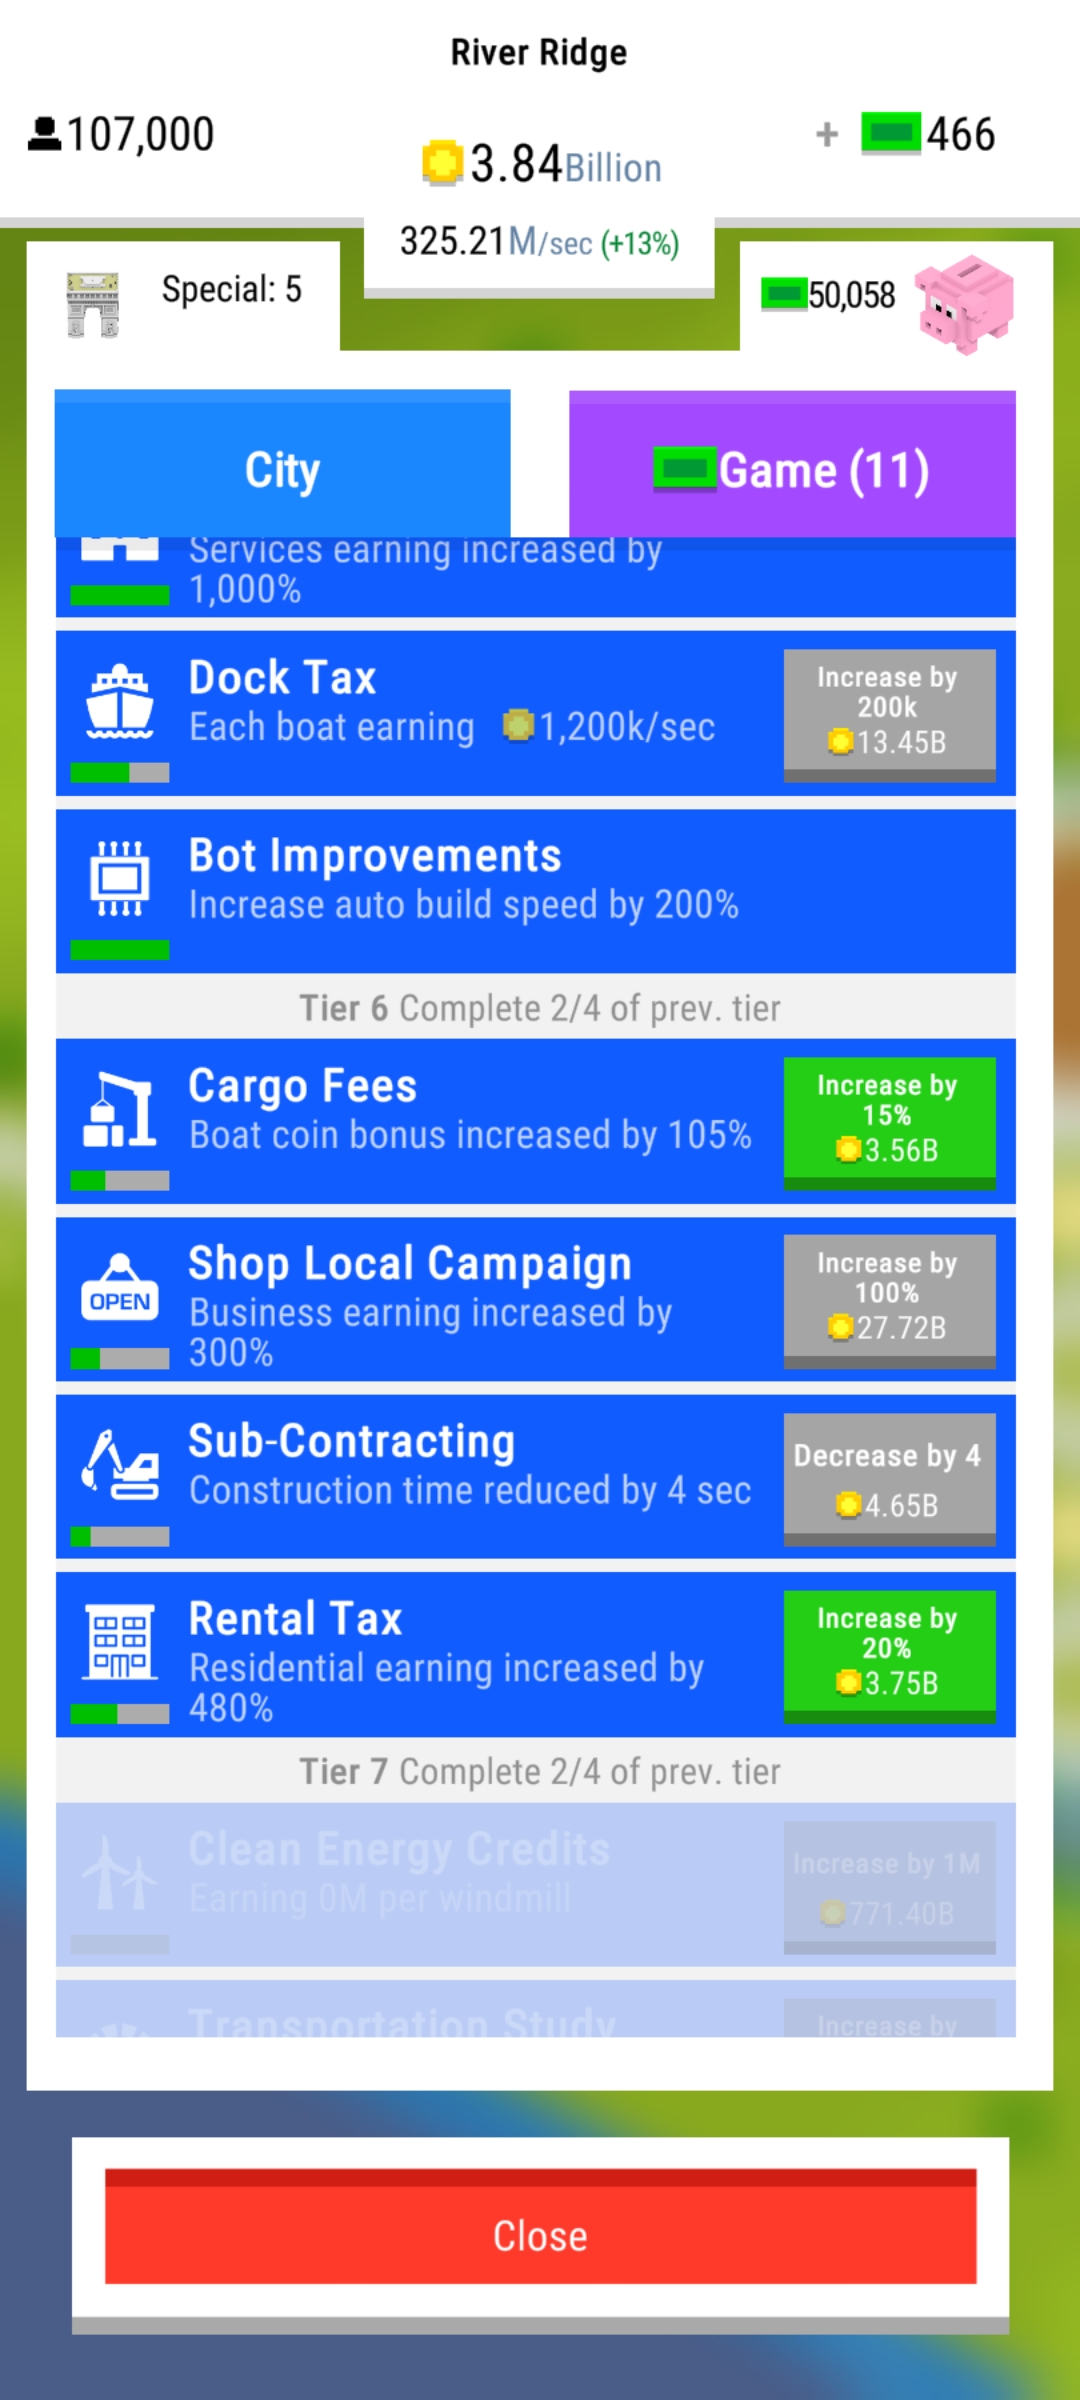 River Ridge
107,000
3.84Billion
+ 466
325.21M/sec (+13%)
Special: 5
50,058
City
Game (11)
Services earning increased by
1,000%
Dock Tax
Each boat earning 1,200k/sec
Increase by
200k
13.45B
Bot Improvements
Increase auto build speed by 200%
Tier 6 Complete 2/4 of prev. tier
Cargo Fees
Boat coin bonus increased by 105%
Increase by
15%
3.56B
OPEN
Shop Local Campaign
Business earning increased by
300%
Increase by
100%
27.72B
Sub-Contracting
Construction time reduced by 4 sec
Decrease by 4
4.65B
Rental Tax
Residential earning increased by
480%
Increase by
20%
3.75B
Tier 7 Complete 2/4 of prev. tier
Clean Energy Credits
Earning 0M per windmill
Increase by 1M
771.40B
Transportation Study
Increase by
Close